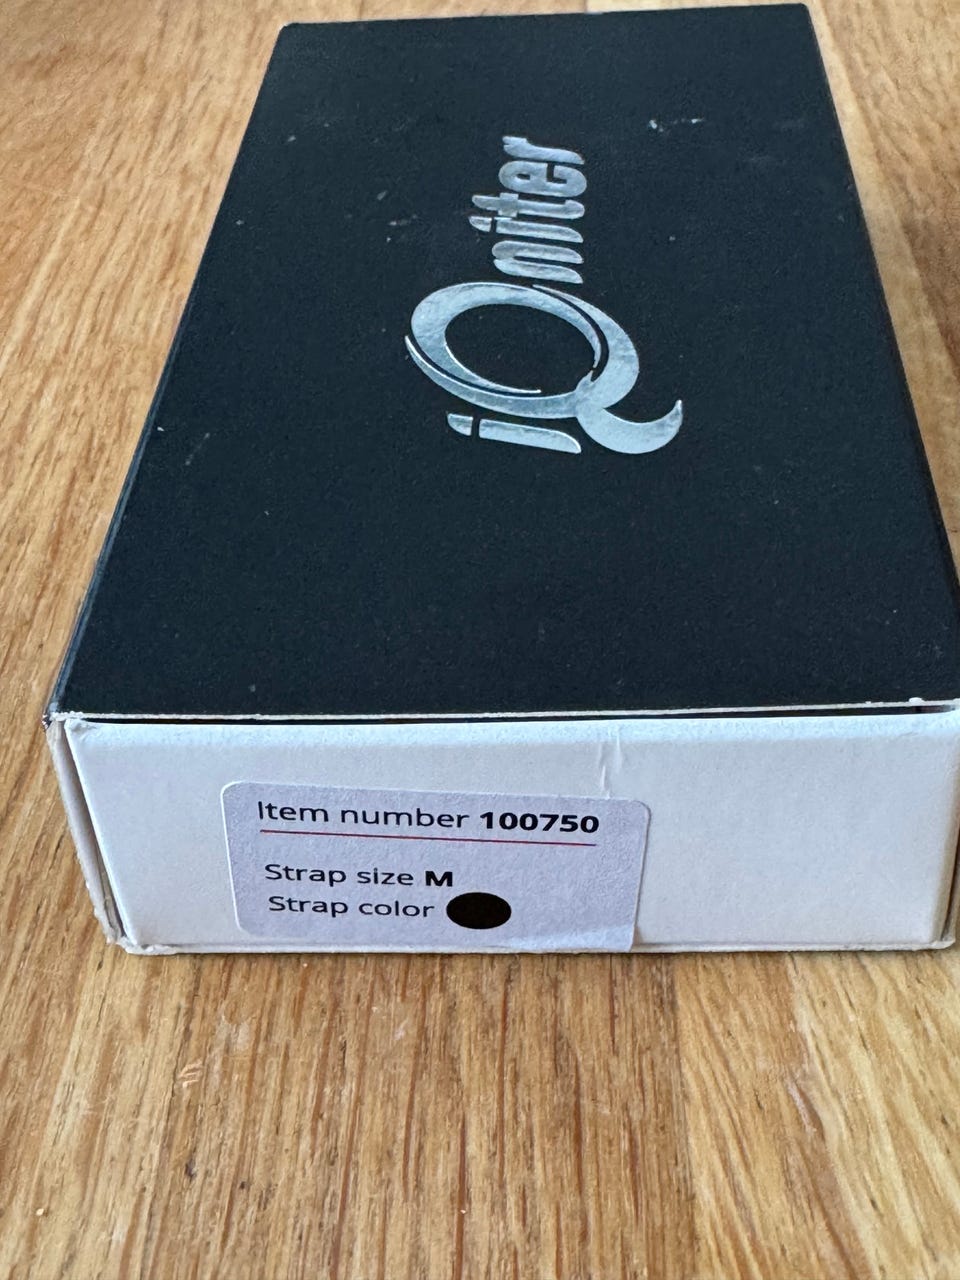 iQniter
Item number 100750
Strap size M
Strap color